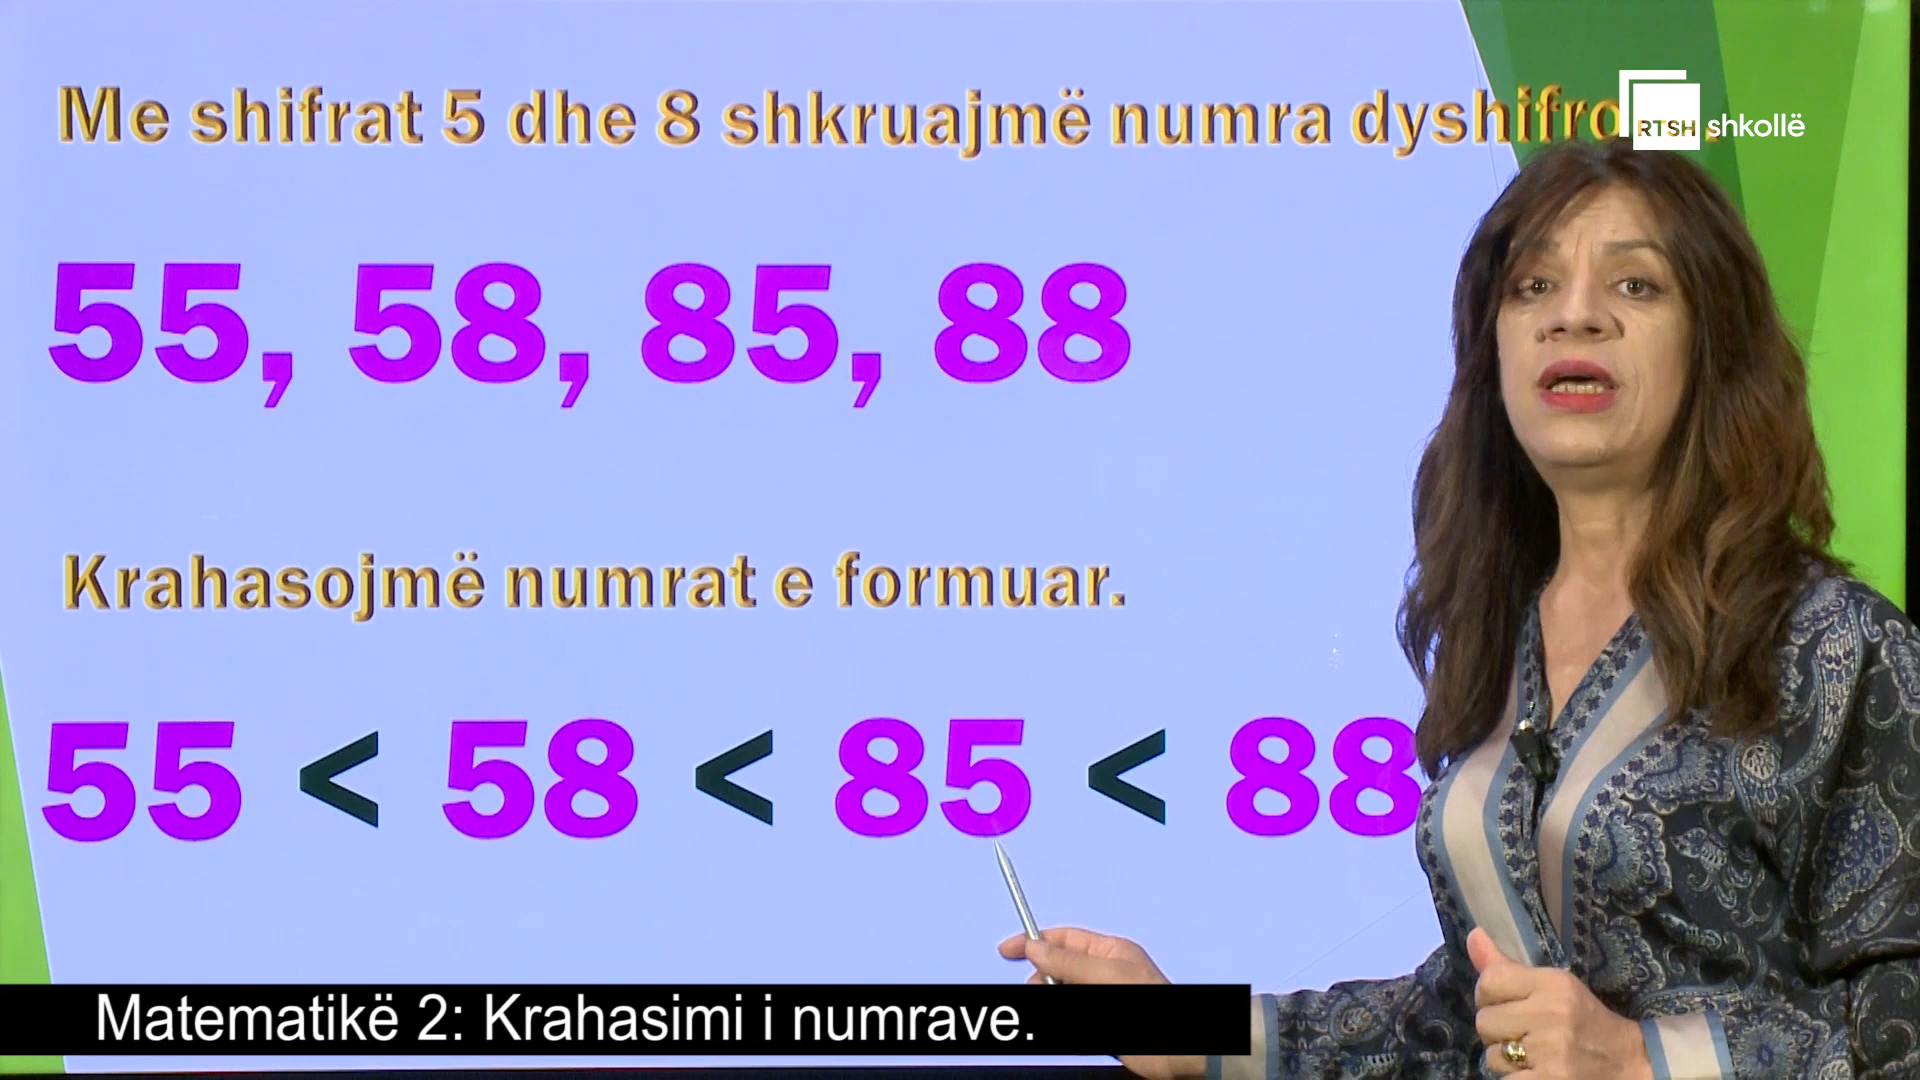 Me shifrat 5 dhe 8 shkruajmë numra
RTSH shkollë
55, 58, 85, 88
Krahasojmë numrat e formuar.
55 < 58 < 85 < 88
Matematikë 2: Krahasimi i numrave.